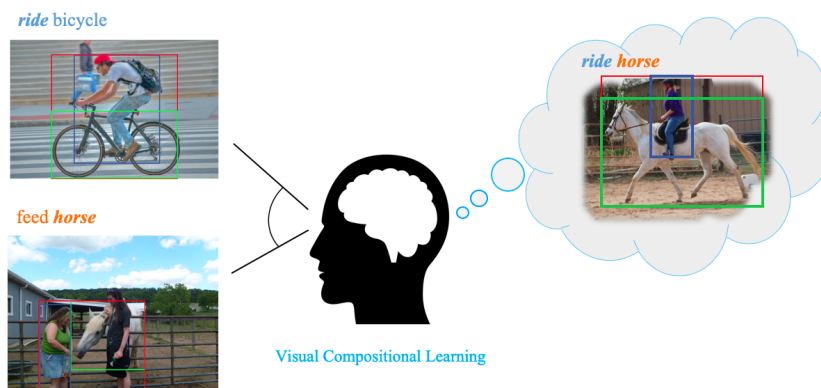 ride bicycle
ride horse
feed horse
Visual Compositional Learning